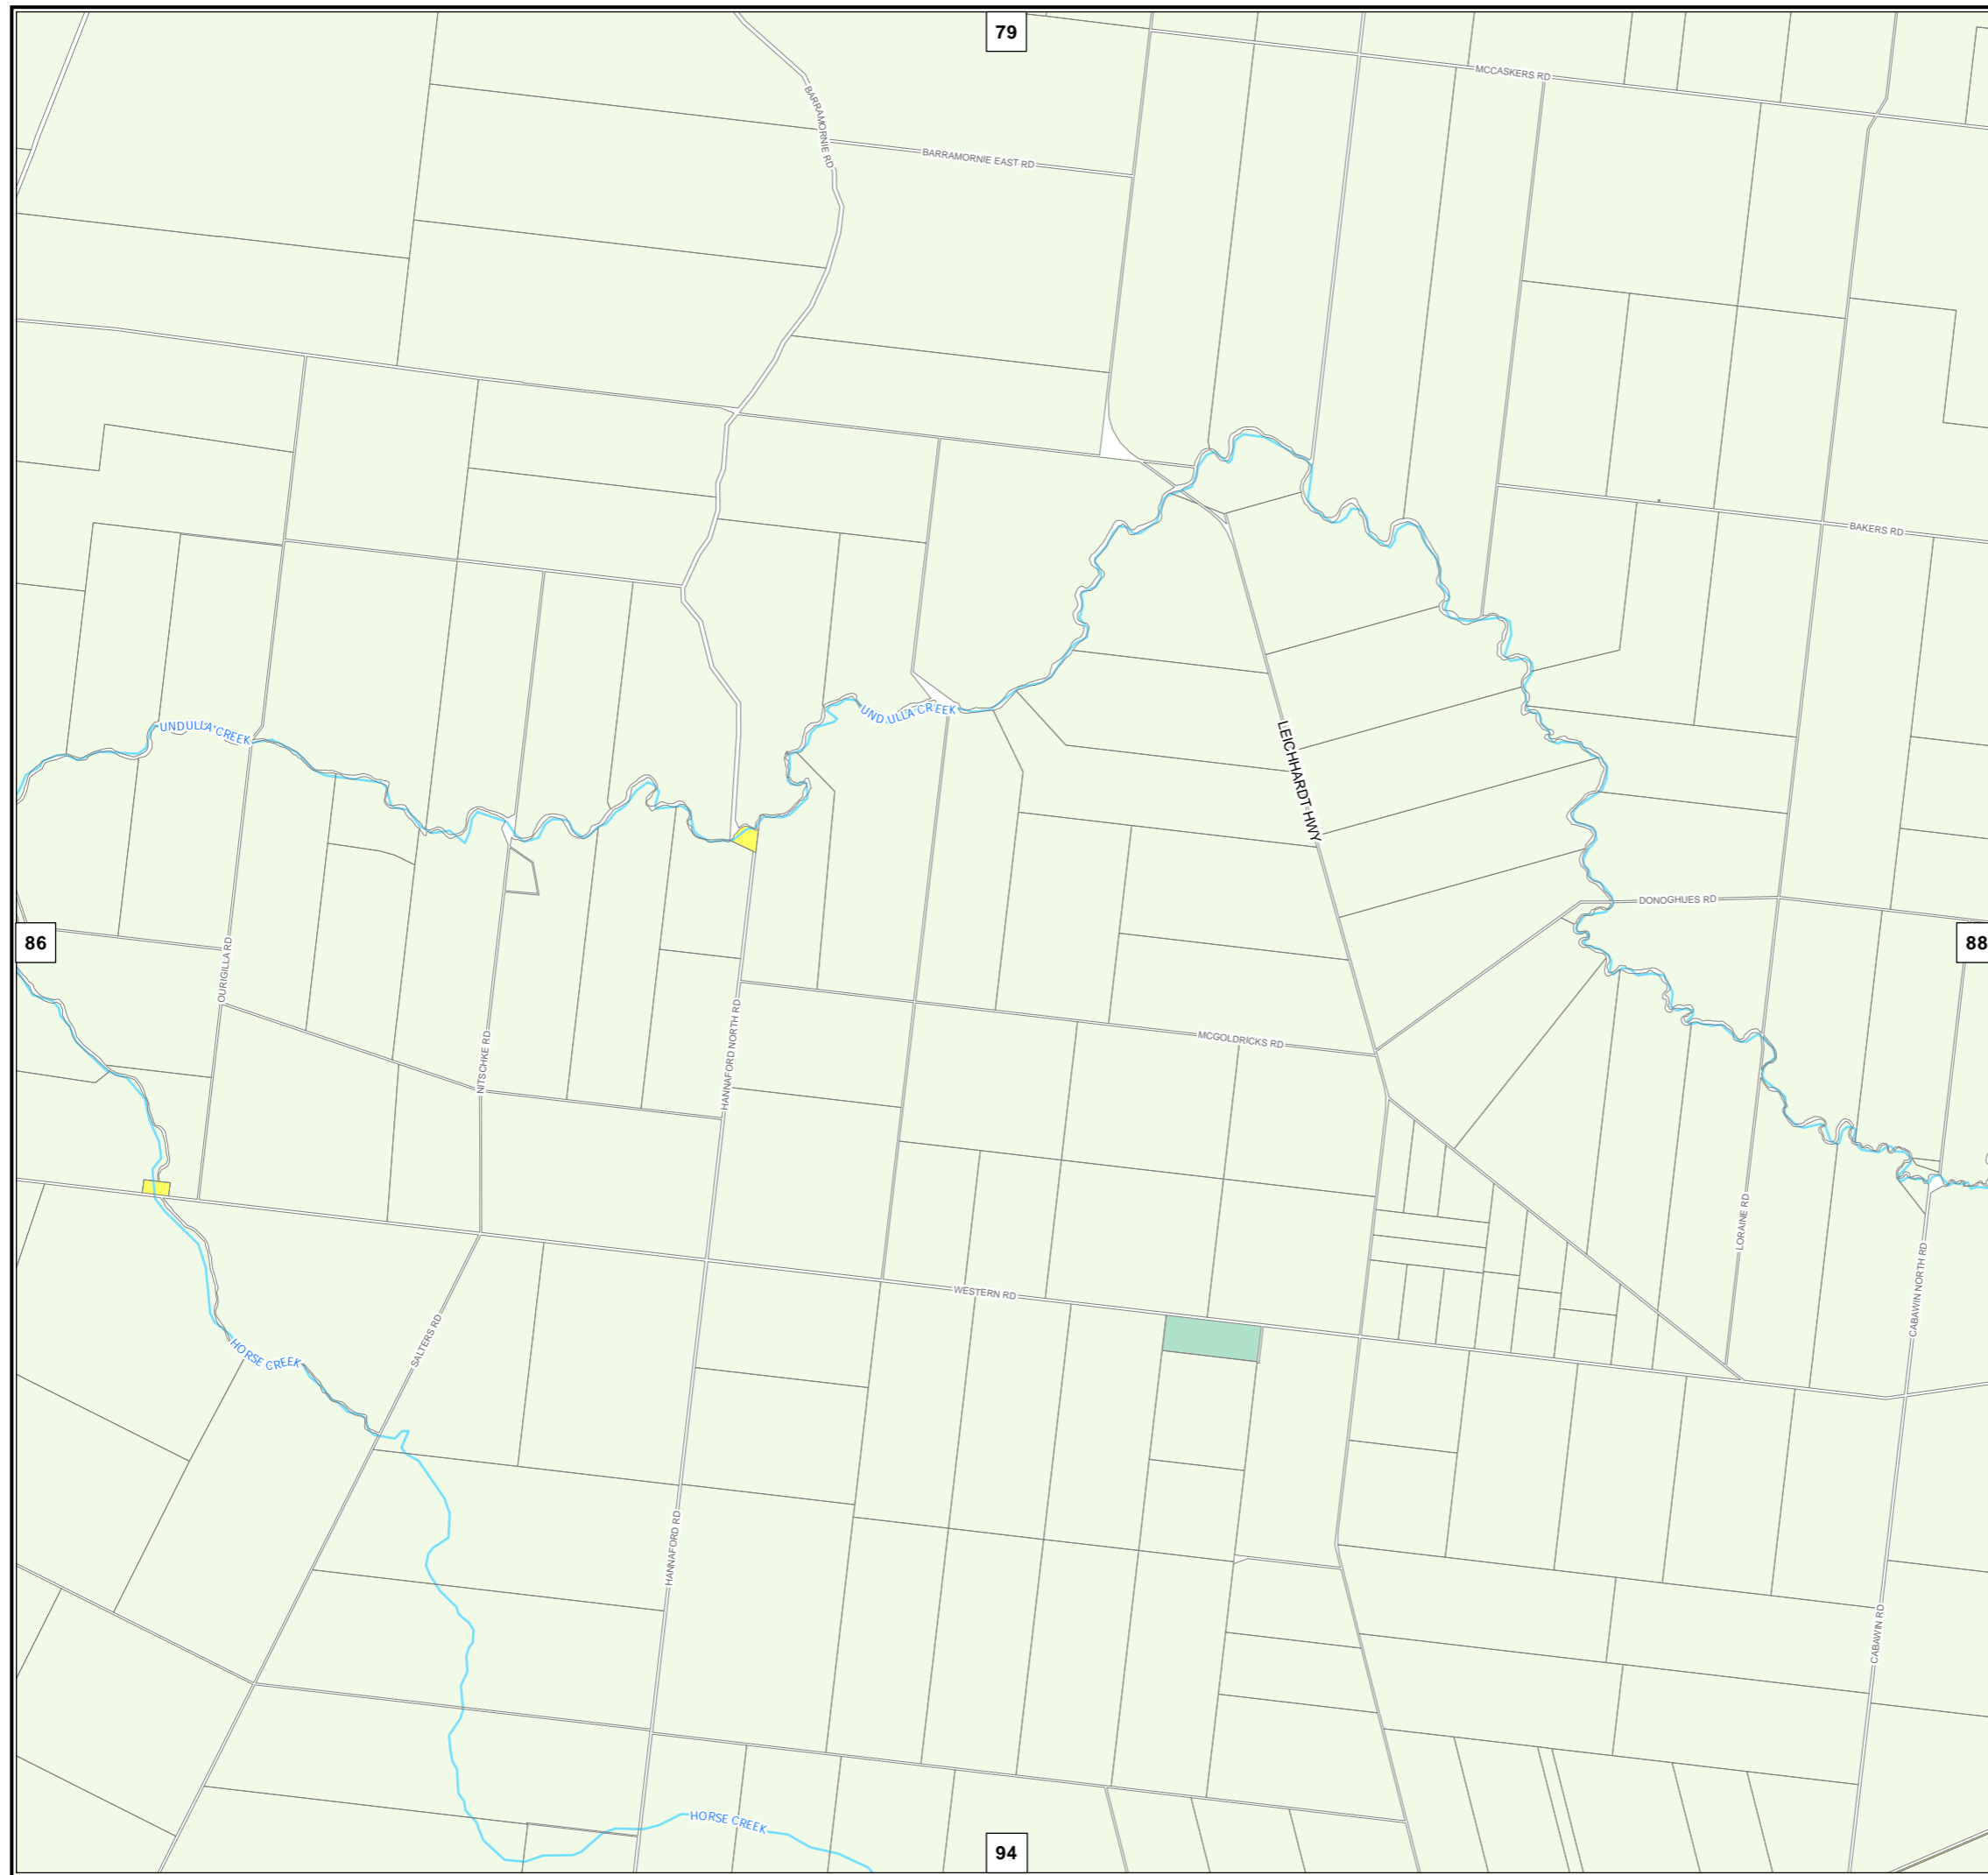 79
MCCASKERS RD
BARRAMORNIE RD
BARRAMORNIE EAST RD
BAKERS RD
UNDULLA CREEK
UNDULLA CREEK
LEICHHARDT HWY
DONOGHUES RD
86
88
OURIGILLA RD
NITSCHKE RD
HANNAFORD NORTH RD
MCGOLDRICKS RD
LORAINE RD
CABAWIN NORTH RD
WESTERN RD
SALTERS RD
HORSE CREEK
HANNAFORD RD
CABAWIN RD
HORSE CREEK
94